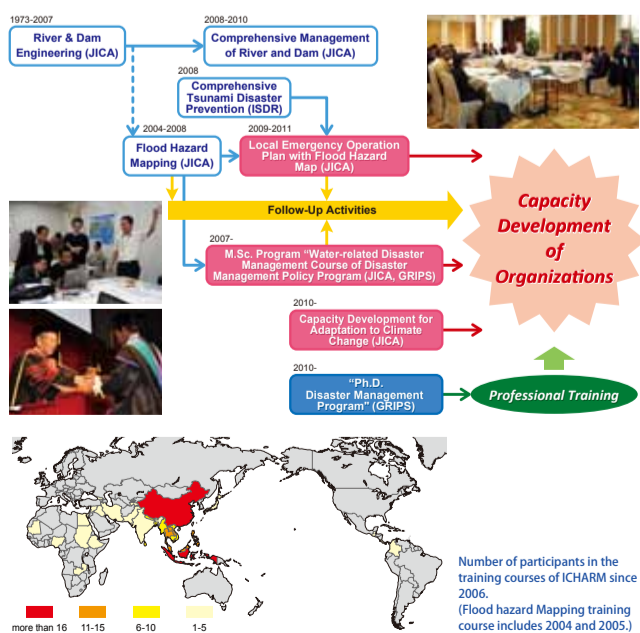 1973-2007
River & Dam
Engineering (JICA)
2008-2010
Comprehensive Management
of River and Dam (JICA)
2008
Comprehensive
Tsunami Disaster
Prevention (ISDR)
2004-2008
Flood Hazard
Mapping (JICA)
2009-2011
Local Emergency Operation
Plan with Flood Hazard
Map (JICA)
Follow-Up Activities
Capacity
Development
of
Organizations
2007-
M.Sc. Program “Water-related Disaster
Management Course of Disaster
Management Policy Program (JICA, GRIPS)
2010-
Capacity Development for
Adaptation to Climate
Change (JICA)
2010-
“Ph.D.
Disaster Management
Program" (GRIPS)
Professional Training
more than 16
11-15
6-10
1-5
Number of participants in the
training courses of ICHARM since
2006.
(Flood hazard Mapping training
course includes 2004 and 2005.)